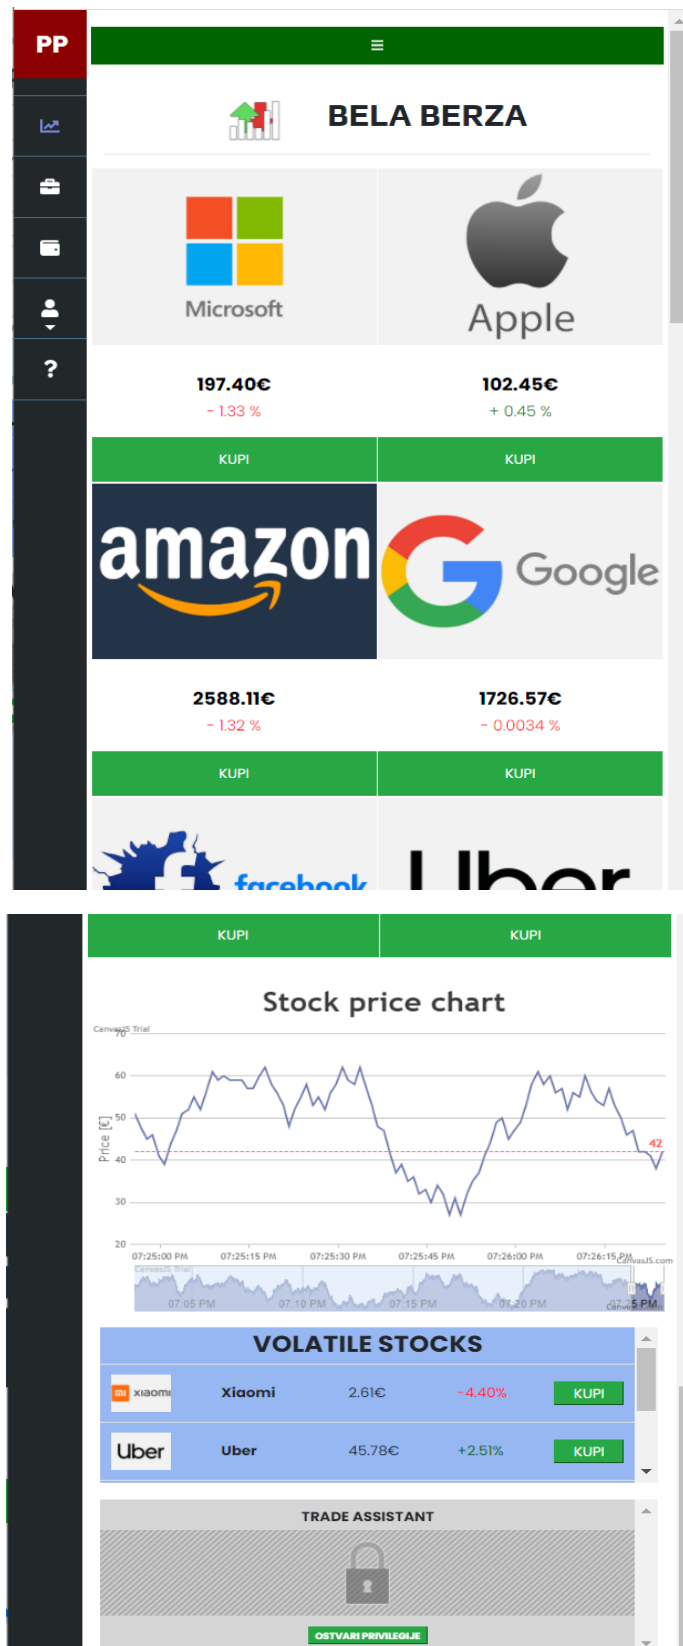 PP
BELA BERZA
Microsoft
Apple
197.40€
102.45€
- 1.33 %
+ 0.45 %
KUPI
KUPI
amazon
Google
2588.11€
1726.57€
- 1.32 %
- 0.0034 %
KUPI
KUPI
facebook
Uber
KUPI
KUPI
Stock price chart
CanvasJS Trial
70
60
50
40
30
20
Price [€]
42
07:25:00 PM
07:25:15 PM
07:25:30 PM
07:25:45 PM
07:26:00 PM
07:26:15 PM
CanvasJS.com
CanvasJS Trial
07:05 PM
07:10 PM
07:15 PM
07:20 PM
5 PM
VOLATILE STOCKS
mi xiaomi
Xiaomi
2.61€
-4.40%
KUPI
Uber
Uber
45.78€
+2.51%
KUPI
TRADE ASSISTANT
OSTVARI PRIVILEGIJE